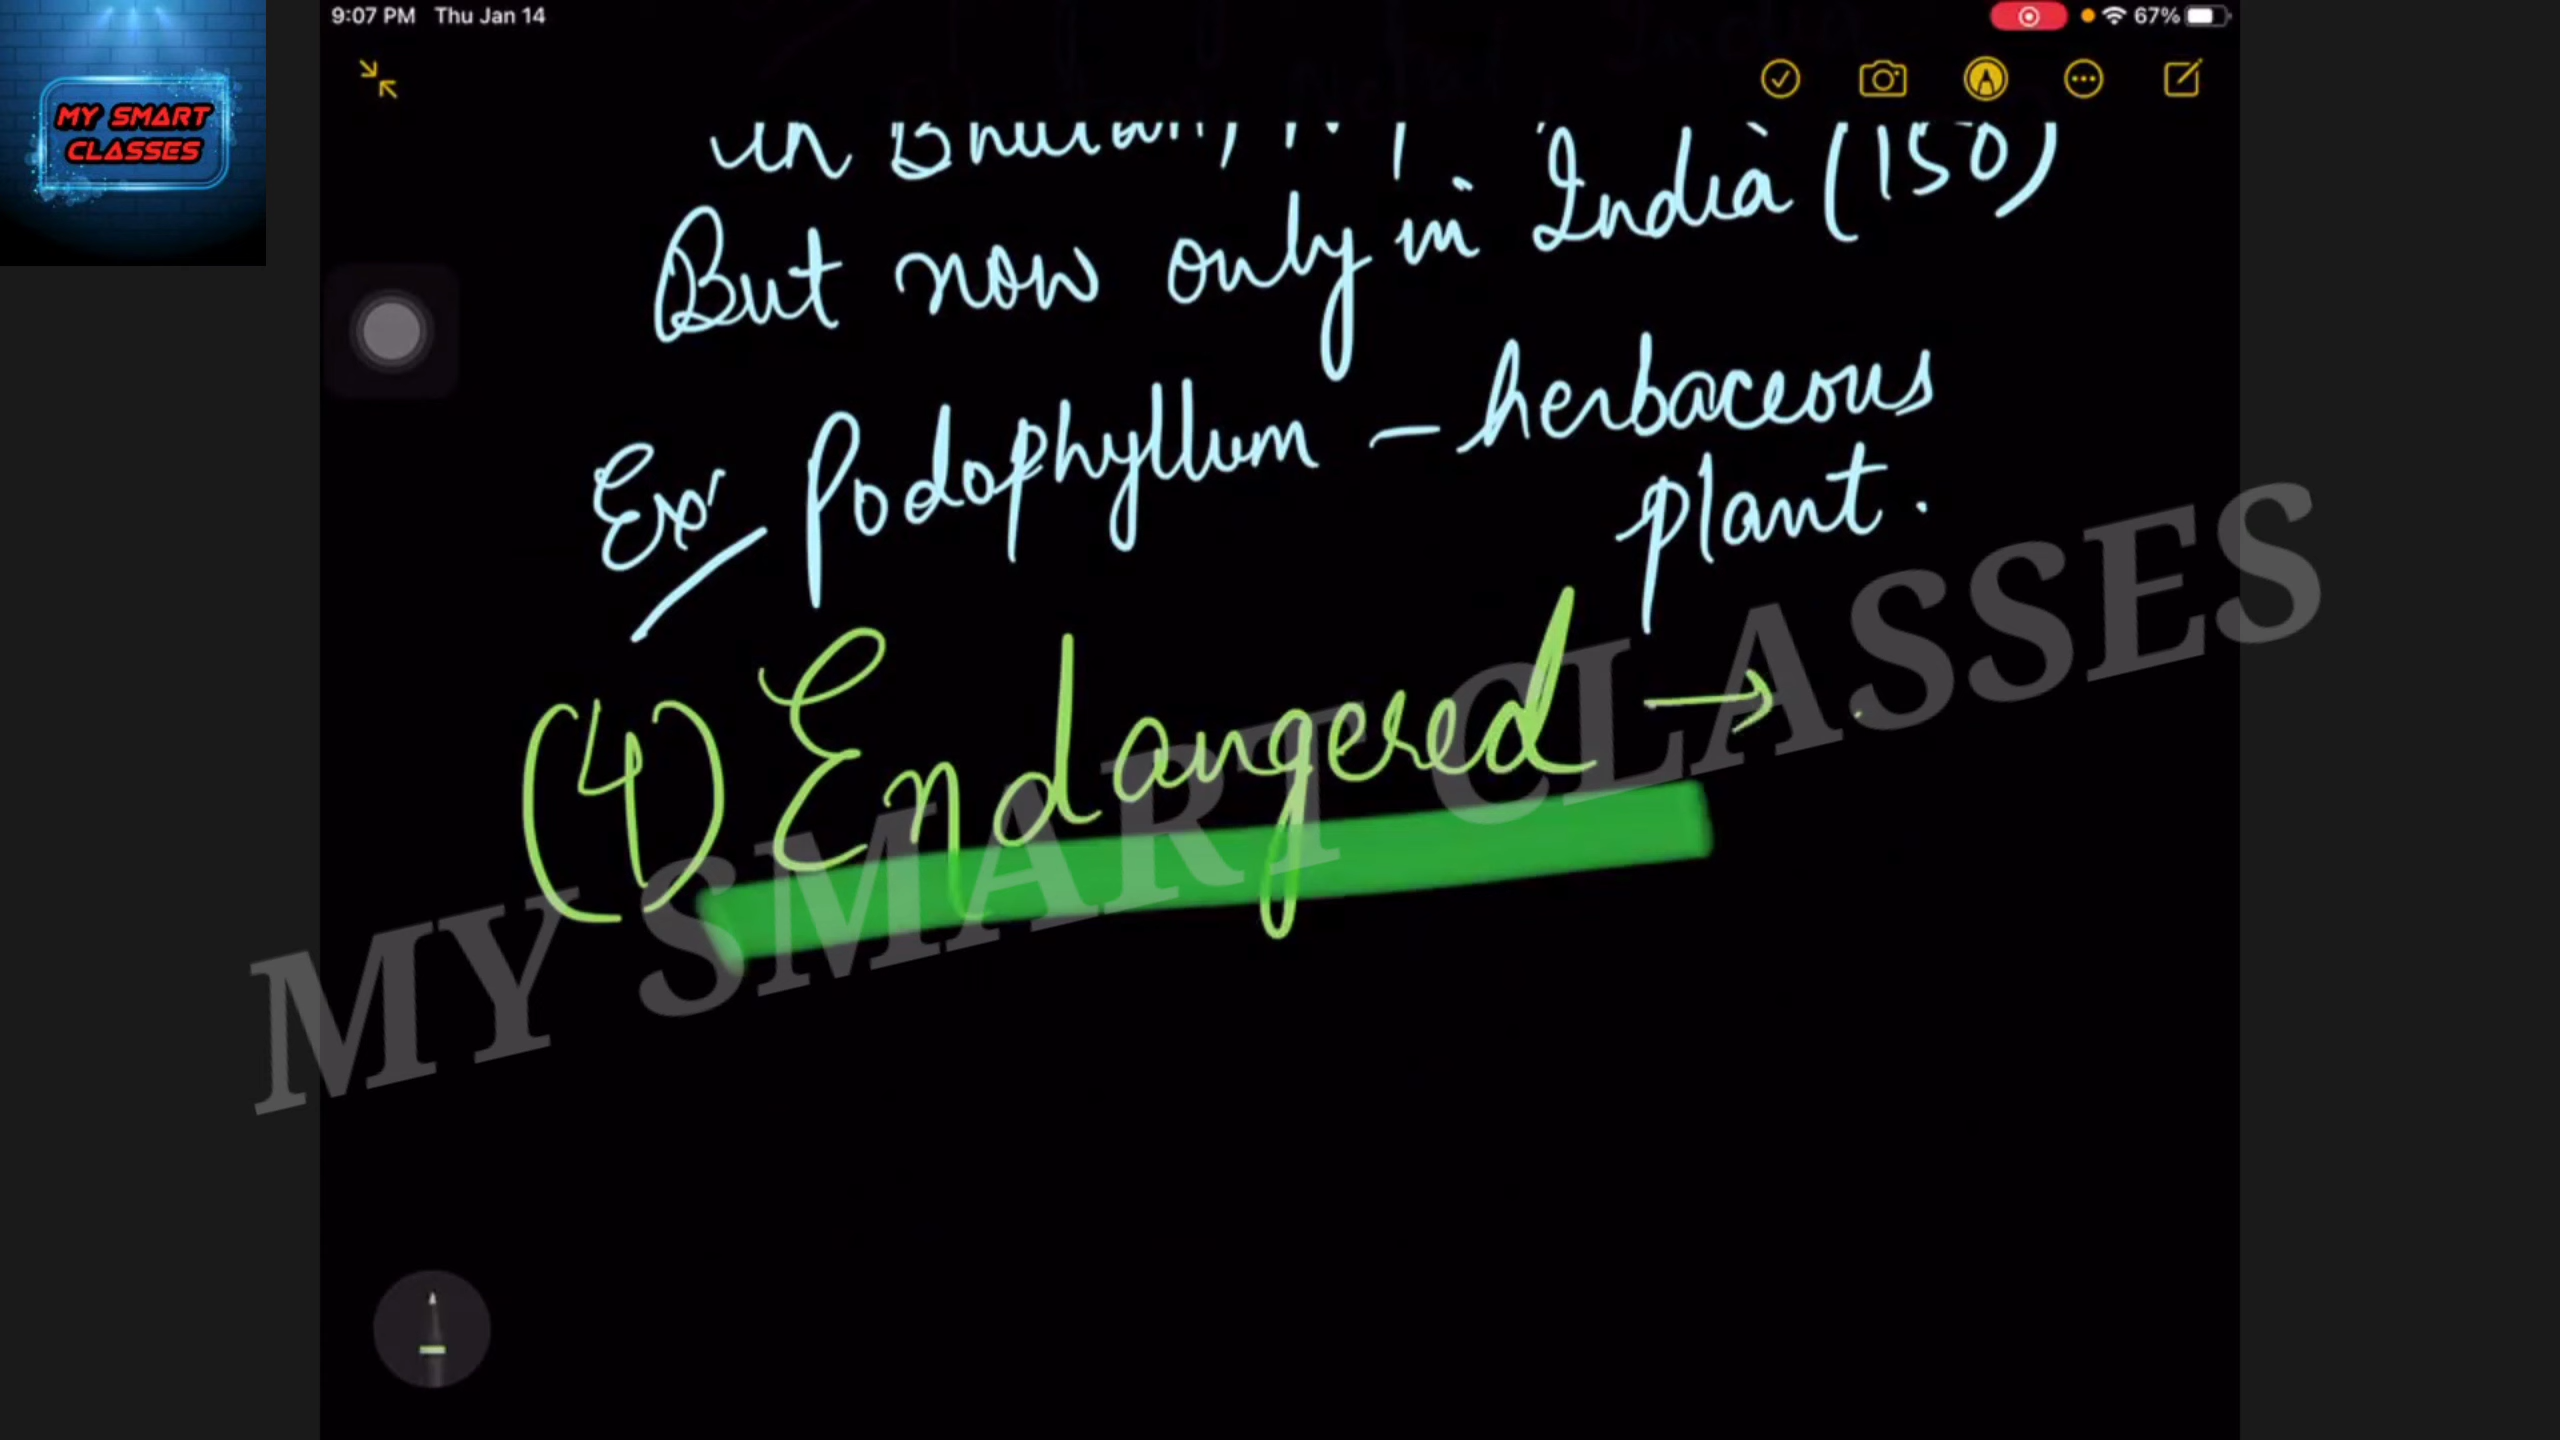 9:07 PM Thu Jan 14
67%
MY SMART
CLASSES
in
But now only in India (150)
Ex Podophyllum - herbaceous
plant.
(4) Endangered →
MY SMART CLASSES